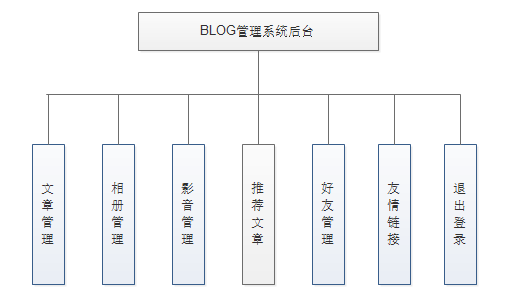 BLOG管理系统后台
文章管理
相册管理
影音管理
推荐文章
好友管理
友情链接
退出登录